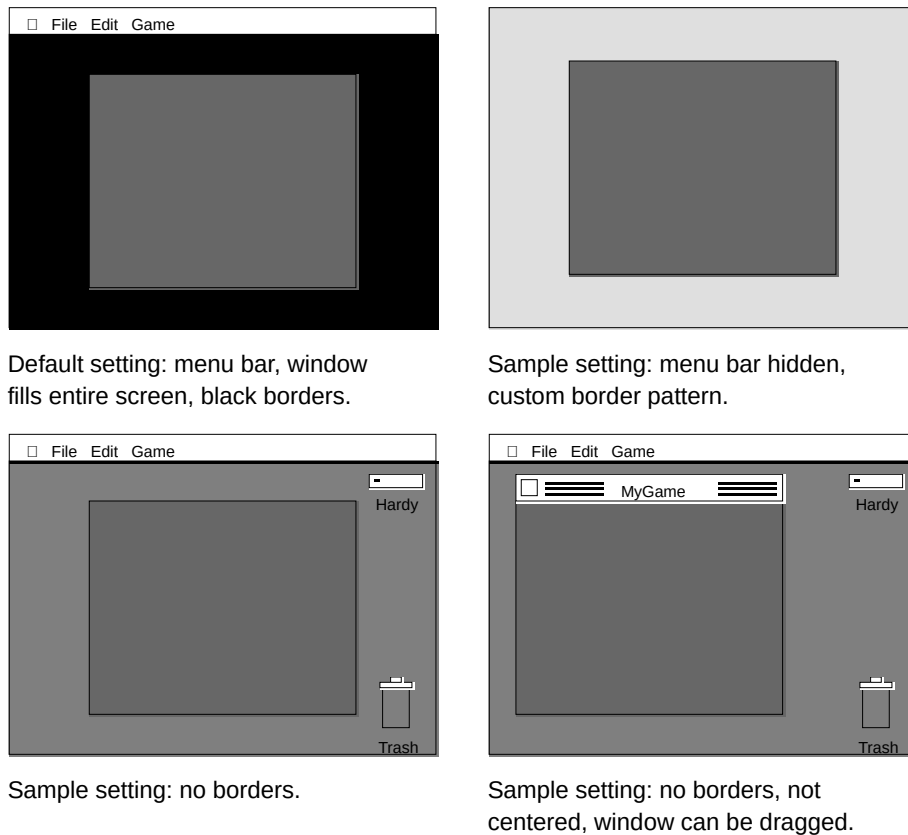 File Edit Game
Default setting: menu bar, window
fills entire screen, black borders.
Sample setting: menu bar hidden,
custom border pattern.
File Edit Game
Hardy
Trash
Sample setting: no borders.
File Edit Game
MyGame
Hardy
Trash
Sample setting: no borders, not
centered, window can be dragged.